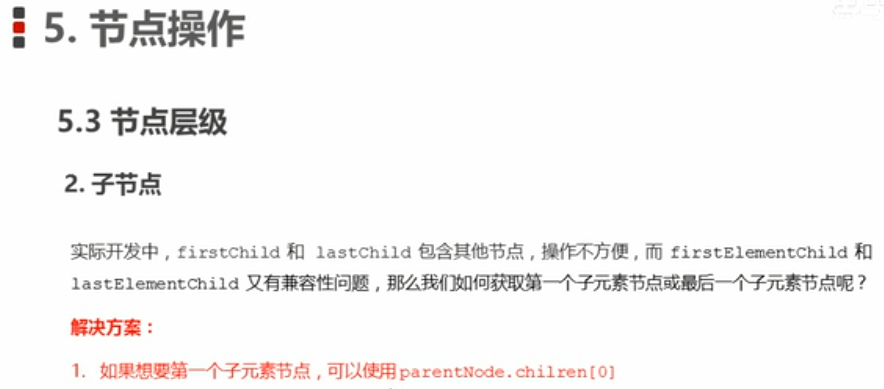 5. 节点操作
5.3 节点层级
2. 子节点
实际开发中，firstChild 和 lastChild 包含其他节点，操作不方便，而 firstElementChild 和
lastElementChild 又有兼容性问题，那么我们如何获取第一个子元素节点或最后一个子元素节点呢？
解决方案：
1. 如果想要第一个子元素节点，可以使用parentNode.chilren[0]